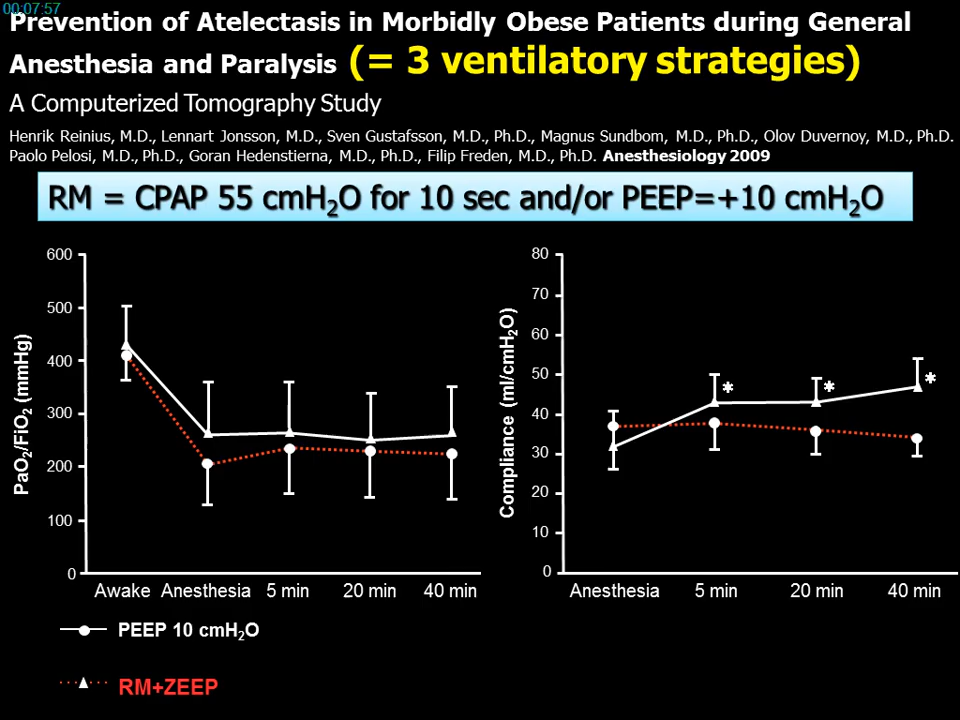 00:07:57
Prevention of Atelectasis in Morbidly Obese Patients during General
Anesthesia and Paralysis (= 3 ventilatory strategies)
A Computerized Tomography Study
Henrik Reinius, M.D., Lennart Jonsson, M.D., Sven Gustafsson, M.D., Ph.D., Magnus Sundbom, M.D., Ph.D., Olov Duvernoy, M.D., Ph.D.
Paolo Pelosi, M.D., Ph.D., Goran Hedenstierna, M.D., Ph.D., Filip Freden, M.D., Ph.D. Anesthesiology 2009
RM = CPAP 55 cmH₂O for 10 sec and/or PEEP=+10 cmH₂O
PaO₂/FiO₂ (mmHg)
600
500
400
300
200
100
0
Awake Anesthesia 5 min 20 min 40 min
Compliance (ml/cmH₂O)
80
70
60
50
40
30
20
10
0
* * *
Anesthesia 5 min 20 min 40 min
PEEP 10 cmH₂O
RM+ZEEP